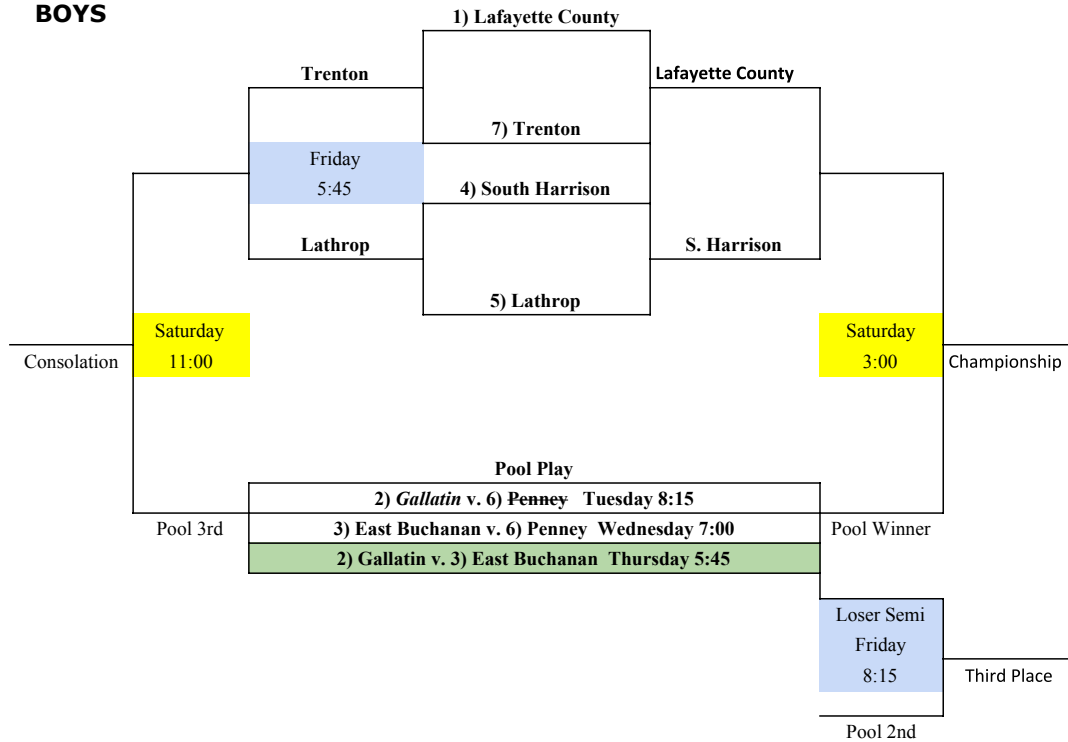 BOYS
1) Lafayette County
Trenton
Lafayette County
7) Trenton
Friday
5:45
4) South Harrison
Lathrop
S. Harrison
5) Lathrop
Saturday
11:00
Consolation
Saturday
3:00
Championship
Pool Play
2) Gallatin v. 6) Penney Tuesday 8:15
Pool 3rd
3) East Buchanan v. 6) Penney Wednesday 7:00
Pool Winner
2) Gallatin v. 3) East Buchanan Thursday 5:45
Loser Semi
Friday
8:15
Third Place
Pool 2nd